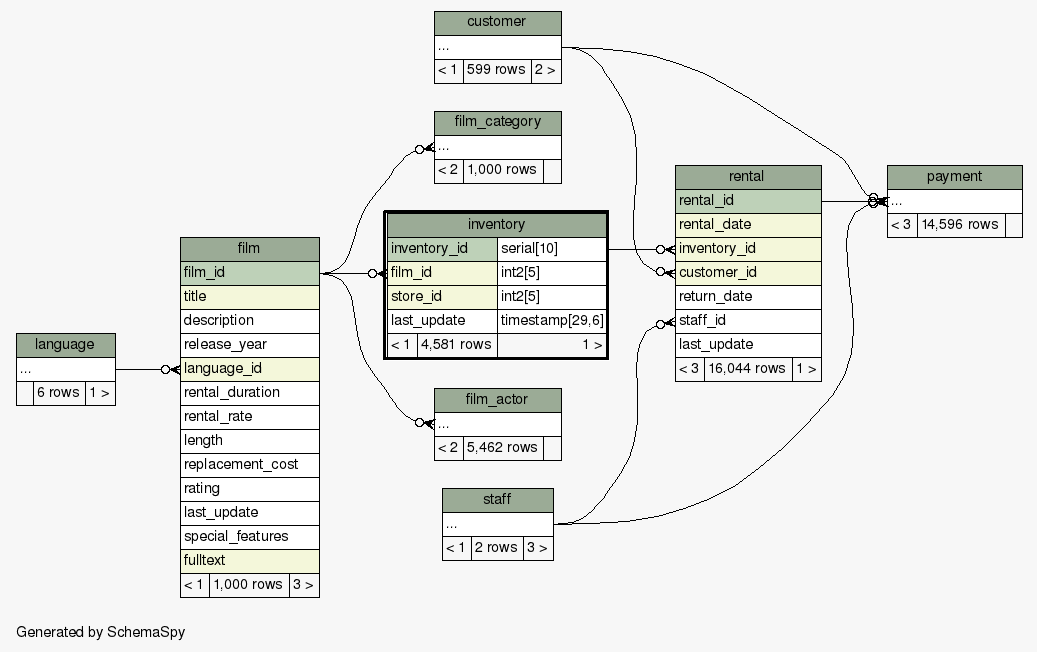 customer
...
< 1 599 rows 2 >
film_category
...
< 2 1,000 rows
inventory
inventory_id serial[10]
film_id int2[5]
store_id int2[5]
last_update timestamp[29,6]
< 1 4,581 rows 1 >
rental
rental_id
rental_date
inventory_id
customer_id
return_date
staff_id
last_update
< 3 16,044 rows 1 >
payment
...
< 3 14,596 rows
film
film_id
title
description
release_year
language_id
rental_duration
rental_rate
length
replacement_cost
rating
last_update
special_features
fulltext
< 1 1,000 rows 3 >
language
...
6 rows 1 >
film_actor
...
< 2 5,462 rows
staff
...
< 1 2 rows 3 >
Generated by SchemaSpy